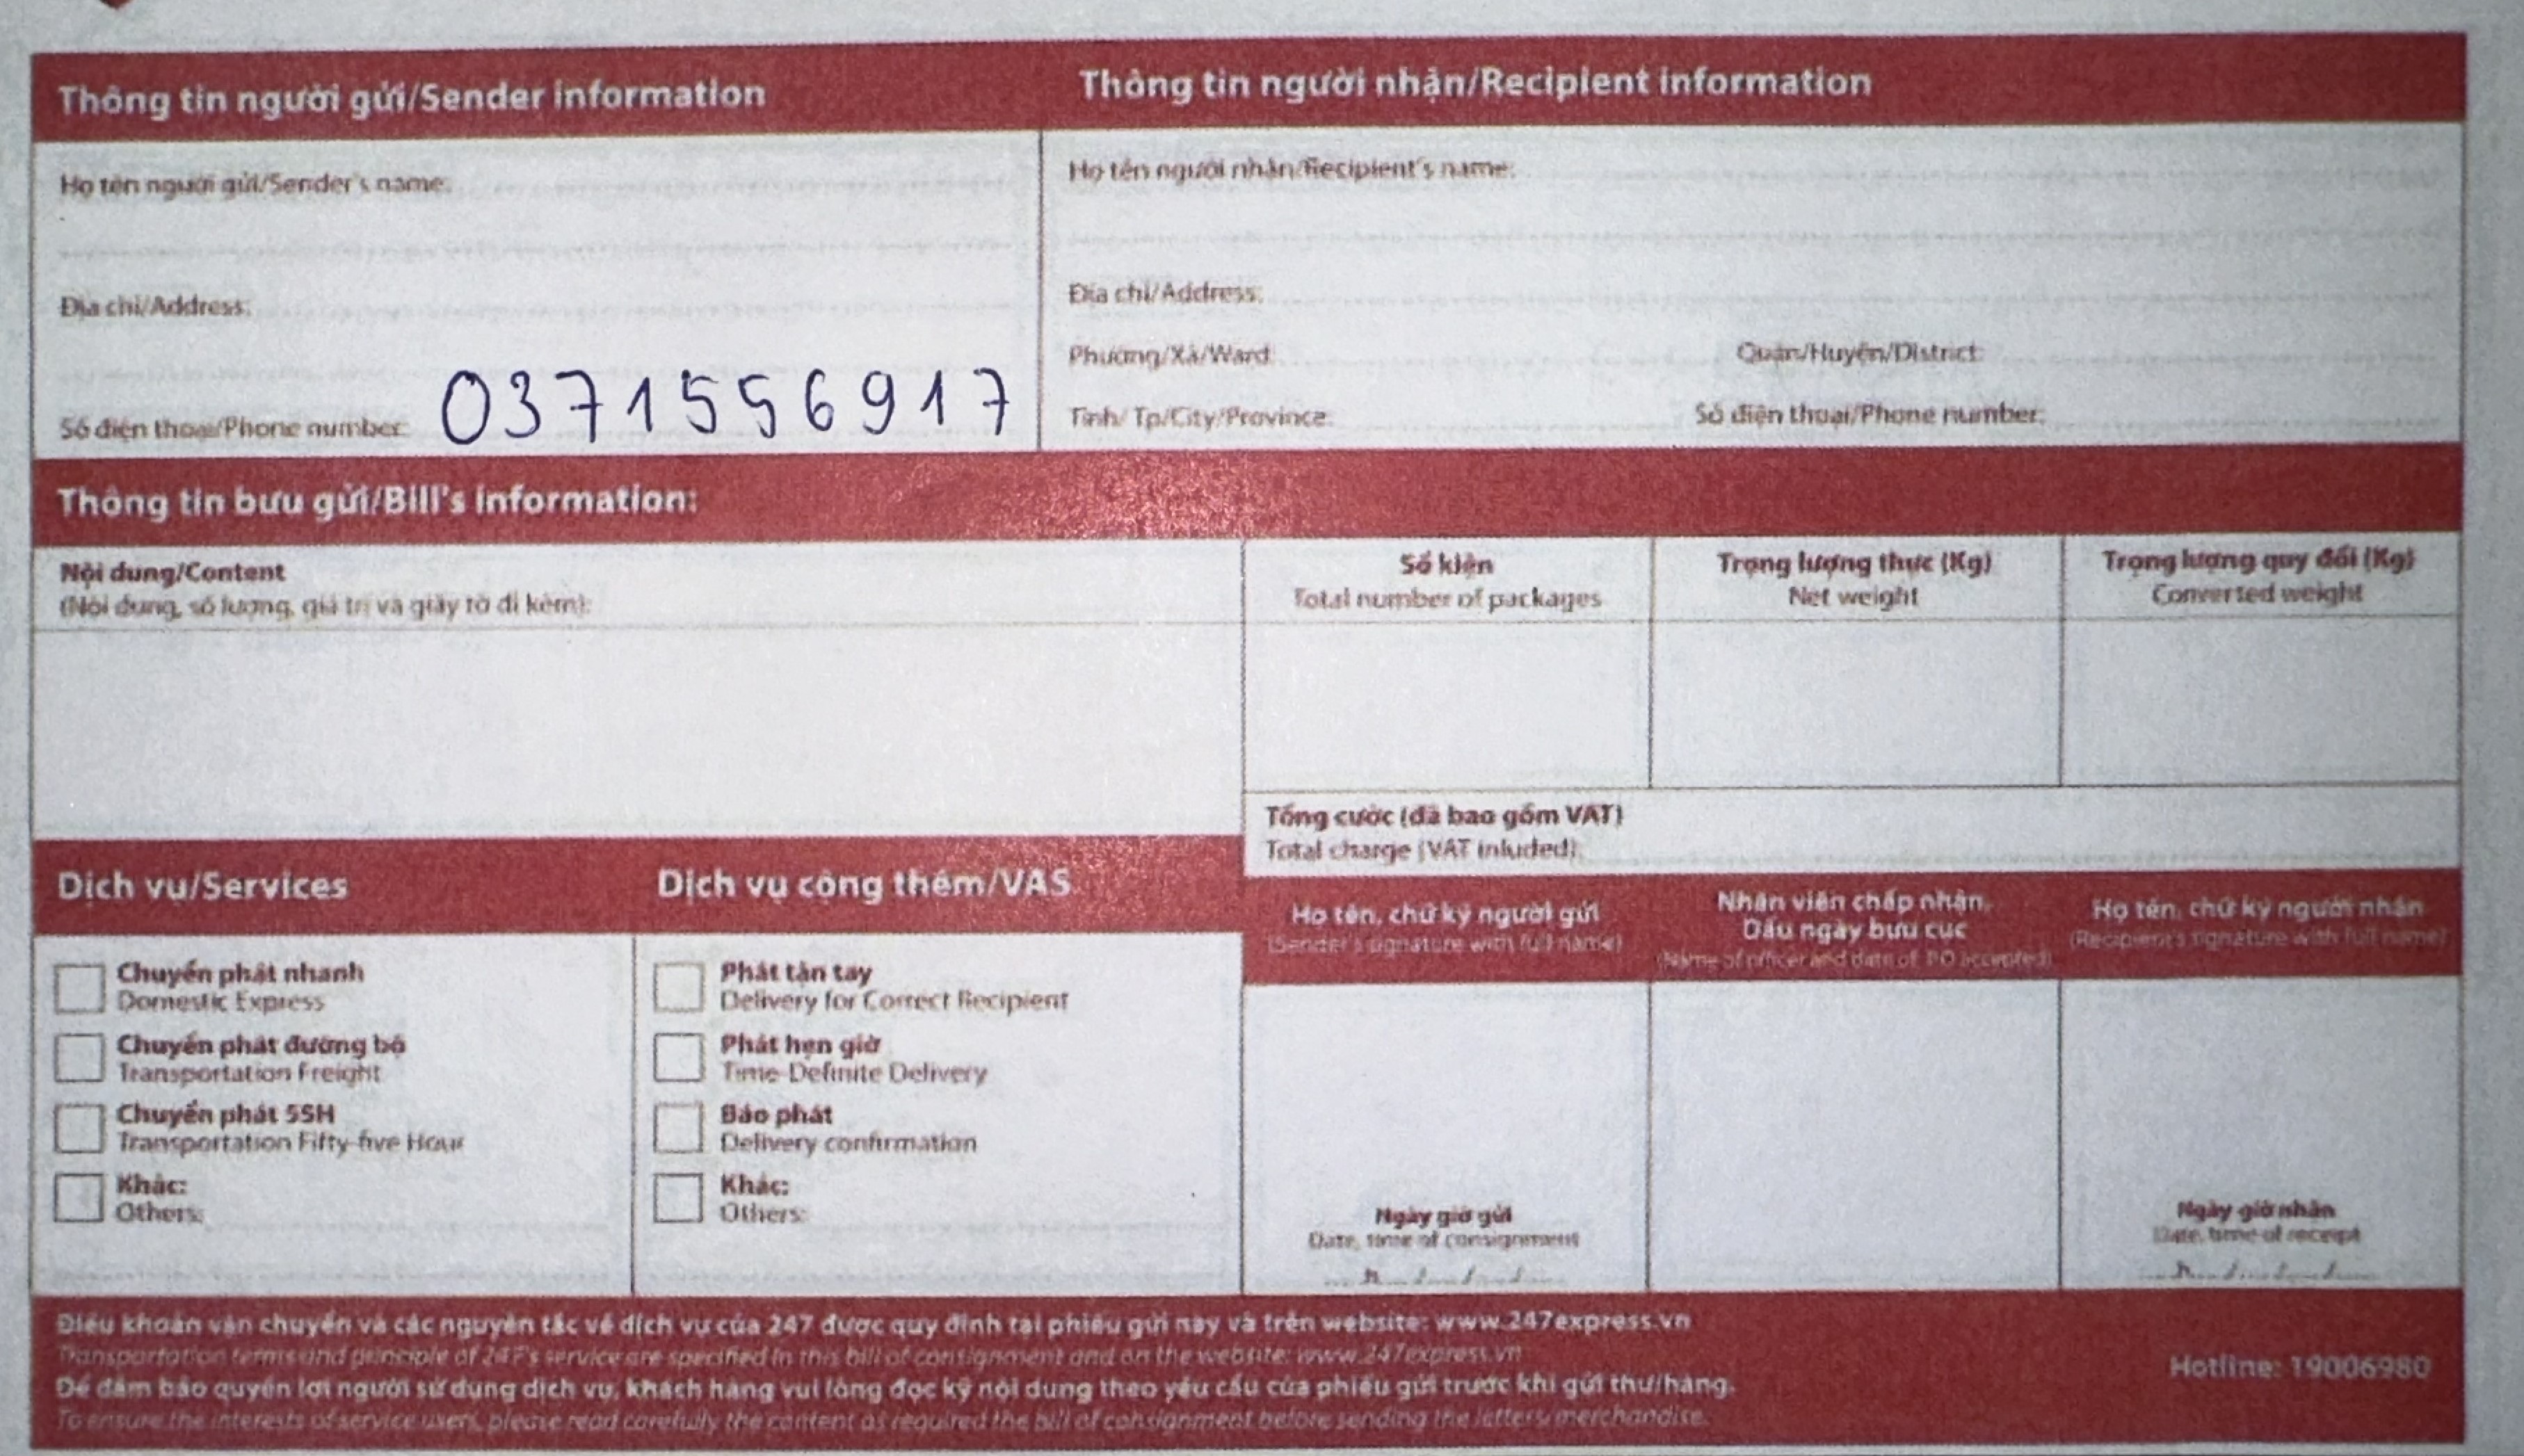 Thông tin người gửi/Sender information
Thông tin người nhận/Recipient information
Họ tên người gửi/Sender's name:
Địa chỉ/Address:
Số điện thoại/Phone number: 0371556917
Họ tên người nhận/Recipient's name:
Địa chỉ/Address:
Phường/Xã/Ward: Quận/Huyện/District:
Tỉnh/ Tp/City/Province: Số điện thoại/Phone number:
Thông tin bưu gửi/Bill's information:
Nội dung/Content
(Nội dung, số lượng, giá trị và giấy tờ đi kèm):
Số kiện
Total number of packages
Trọng lượng thực (Kg)
Net weight
Trọng lượng quy đổi (Kg)
Converted weight
Tổng cước (đã bao gồm VAT)
Total charge (VAT inluded):
Dịch vụ/Services
Chuyển phát nhanh
Domestic Express
Chuyển phát đường bộ
Transportation Freight
Chuyển phát 55H
Transportation Fifty-five Hour
Khác:
Others:
Dịch vụ cộng thêm/VAS
Phát tận tay
Delivery for Correct Recipient
Phát hẹn giờ
Time-Definite Delivery
Báo phát
Delivery confirmation
Khác:
Others:
Họ tên, chữ ký người gửi
(Sender's signature with full name)
Ngày giờ gửi
Date, time of consignment
...h..../..../..../....
Nhân viên chấp nhận,
Dấu ngày bưu cục
(Name of officer and date of PO accepted)
Họ tên, chữ ký người nhận
(Recipient's signature with full name)
Ngày giờ nhận
Date, time of receipt
...h..../..../..../....
Điều khoản vận chuyển và các nguyên tắc về dịch vụ của 247 được quy định tại phiếu gửi này và trên website: www.247express.vn
Transportation terms and principle of 247's service are specified in this bill of consignment and on the website: www.247express.vn
Để đảm bảo quyền lợi người sử dụng dịch vụ, khách hàng vui lòng đọc kỹ nội dung theo yêu cầu của phiếu gửi trước khi gửi thư/hàng.
To ensure the interests of service users, please read carefully the content as required the bill of consignment before sending the letters/merchandise.
Hotline: 19006980